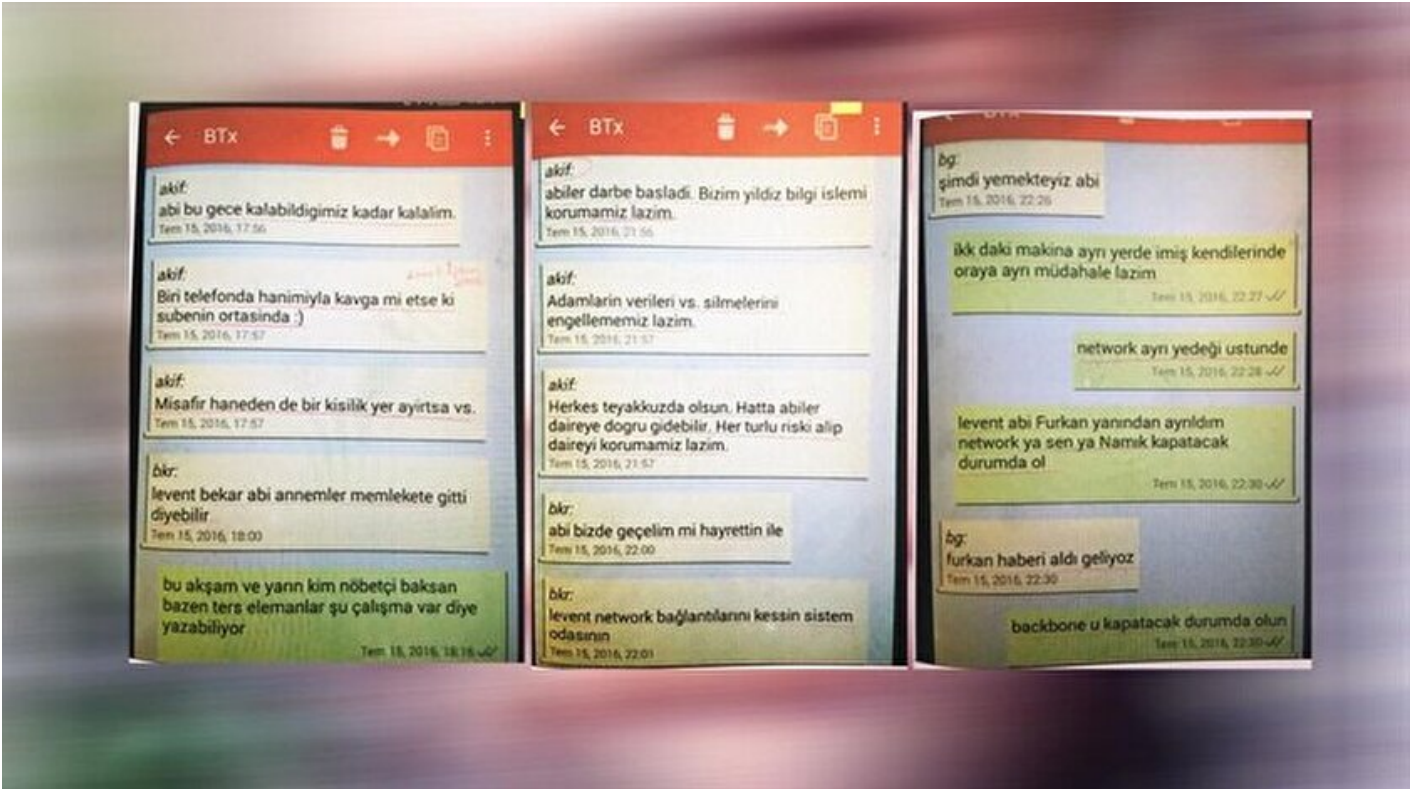 BTx
akif:
abi bu gece kalabildigimiz kadar kalalim.
Tem 15, 2016, 17:56
akif:
Biri telefonda hanimiyla kavga mi etse ki
subenin ortasinda :)
Tem 15, 2016, 17:57
akif:
Misafir haneden de bir kisilik yer ayirtsa vs.
Tem 15, 2016, 17:57
bkr:
levent bekar abi annemler memlekete gitti
diyebilir
Tem 15, 2016, 18:00
bu akşam ve yarın kim nöbetçi baksan
bazen ters elemanlar şu çalışma var diye
yazabiliyor
Tem 15, 2016, 18:16
BTx
akif:
abiler darbe basladi. Bizim yildiz bilgi islemi
korumamiz lazim.
Tem 15, 2016, 21:56
akif:
Adamlarin verileri vs. silmelerini
engellememiz lazim.
Tem 15, 2016, 21:57
akif:
Herkes teyakkuzda olsun. Hatta abiler
daireye dogru gidebilir. Her turlu riski alip
daireyi korumamiz lazim.
Tem 15, 2016, 21:57
bkr:
abi bizde geçelim mi hayrettin ile
Tem 15, 2016, 22:00
bkr:
levent network bağlantılarını kessin sistem
odasının
Tem 15, 2016, 22:01
bg:
şimdi yemekteyiz abi
Tem 15, 2016, 22:26
ikk daki makina ayrı yerde imiş kendilerinde
oraya ayrı müdahale lazim
Tem 15, 2016, 22:27
network ayrı yedeği ustunde
Tem 15, 2016, 22:28
levent abi Furkan yanından ayrıldım
network ya sen ya Namık kapatacak
durumda ol
Tem 15, 2016, 22:30
bg:
furkan haberi aldı geliyoz
Tem 15, 2016, 22:30
backbone u kapatacak durumda olun
Tem 15, 2016, 22:30